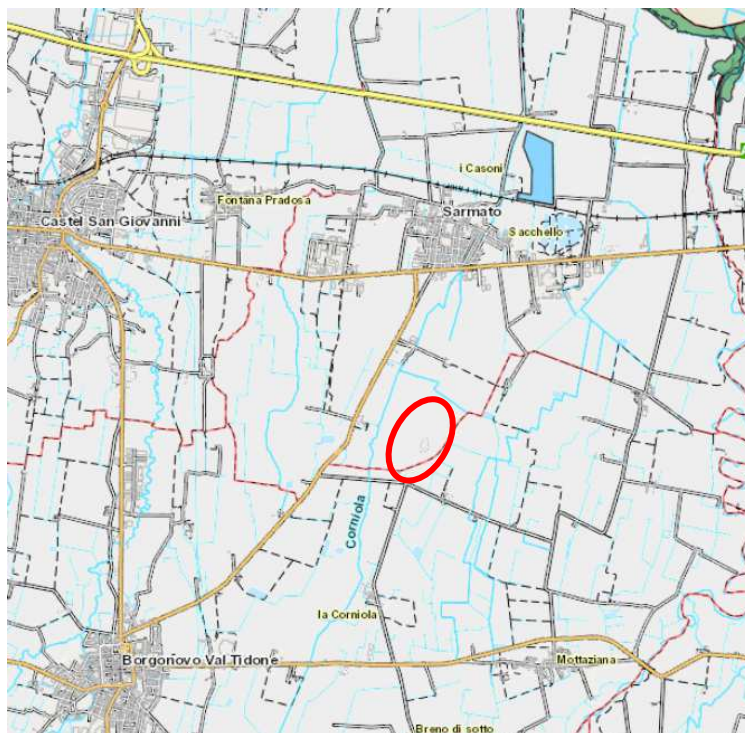 i Casoni
Fontana Pradosa
Sarmato
Castel San Giovanni
Sacchello
Corniola
la Corniola
Borgonovo Val Tidone
Mottaziana
Breno di sotto